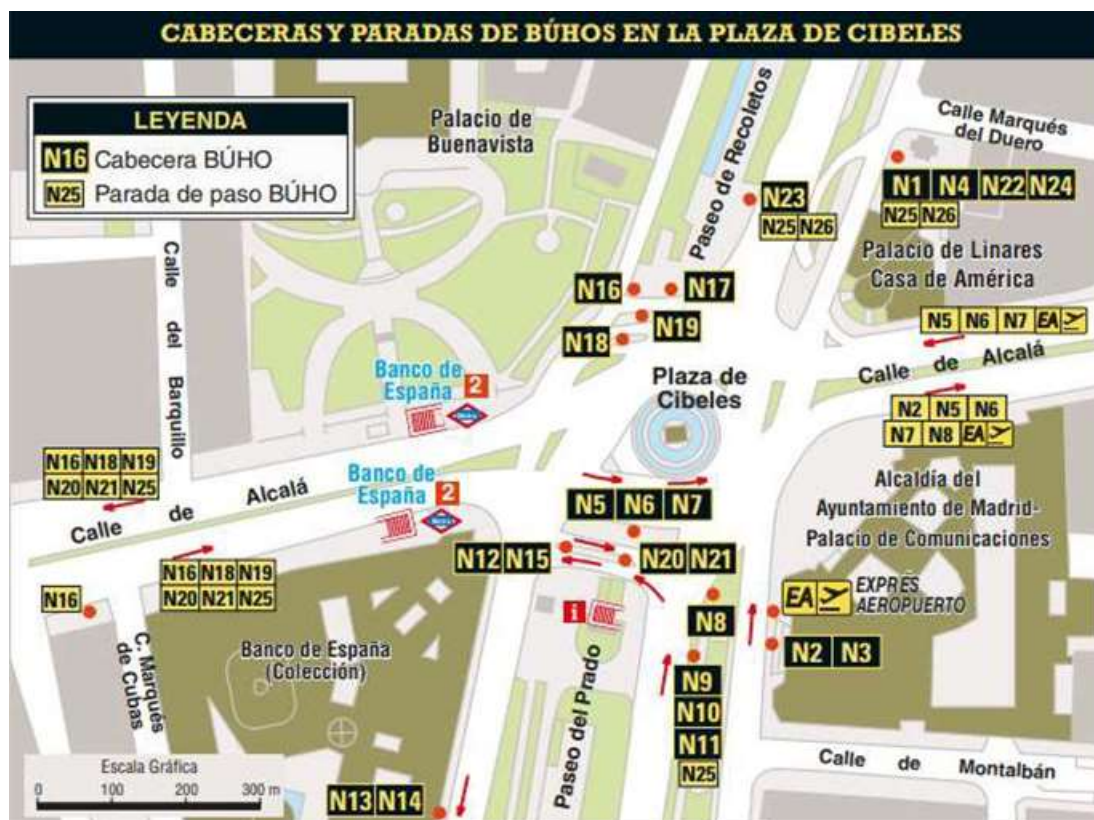 CABECERAS Y PARADAS DE BÚHOS EN LA PLAZA DE CIBELES
LEYENDA
N16 Cabecera BÚHO
N25 Parada de paso BÚHO
Palacio de
Buenavista
Paseo de Recoletos
Calle Marqués
del Duero
N1 N4 N22 N24
N25 N26
N23
N25 N26
Palacio de Linares
Casa de América
Calle del Barquillo
N16
N17
N19
N18
N5 N6 N7 EA
Calle de Alcalá
Banco de
España 2
Plaza de
Cibeles
N2 N5 N6
N7 N8 EA
N16 N18 N19
N20 N21 N25
Calle de Alcalá
Banco de
España 2
Alcaldía del
Ayuntamiento de Madrid-
Palacio de Comunicaciones
N5 N6 N7
N12 N15
N20 N21
N16 N18 N19
N20 N21 N25
N16
EA EXPRÉS
AEROPUERTO
i
N8
N2 N3
C. Marqués
de Cubas
Banco de España
(Colección)
Paseo del Prado
N9
N10
N11
N25
Calle de Montalbán
Escala Gráfica
0 100 200 300 m
N13 N14